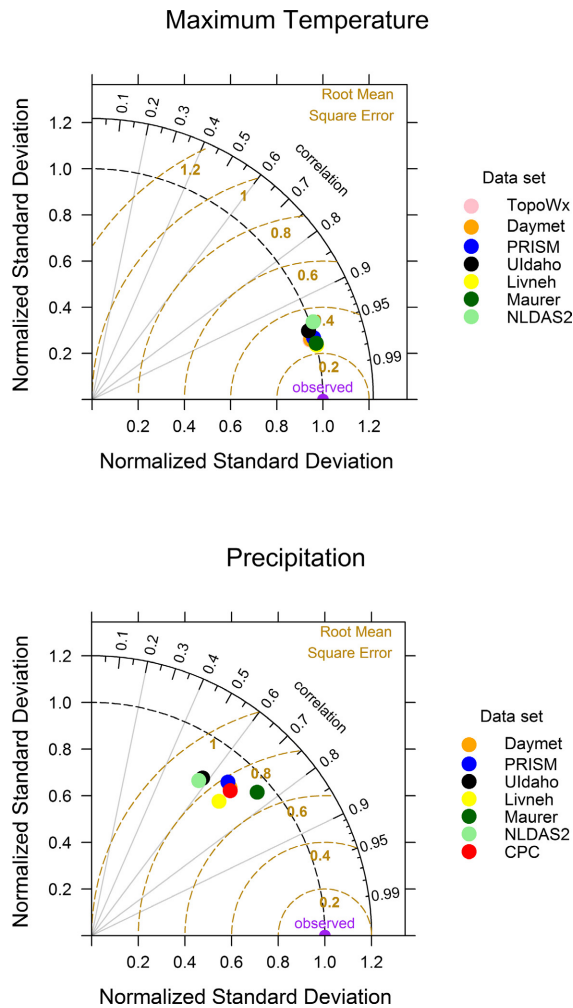 Maximum Temperature
Root Mean
Square Error
0.1
0.2
0.3
0.4
0.5
0.6
0.7
0.8
0.9
0.95
0.99
correlation
1.2
1.0
0.8
0.6
0.4
0.2
Normalized Standard Deviation
1.2
1
0.8
0.6
0.4
0.2
observed
0.2 0.4 0.6 0.8 1.0 1.2
Normalized Standard Deviation
Data set
TopoWx
Daymet
PRISM
UIdaho
Livneh
Maurer
NLDAS2
Precipitation
Root Mean
Square Error
0.1
0.2
0.3
0.4
0.5
0.6
0.7
0.8
0.9
0.95
0.99
correlation
1.2
1.0
0.8
0.6
0.4
0.2
Normalized Standard Deviation
1
0.8
0.6
0.4
0.2
observed
0.2 0.4 0.6 0.8 1.0 1.2
Normalized Standard Deviation
Data set
Daymet
PRISM
UIdaho
Livneh
Maurer
NLDAS2
CPC